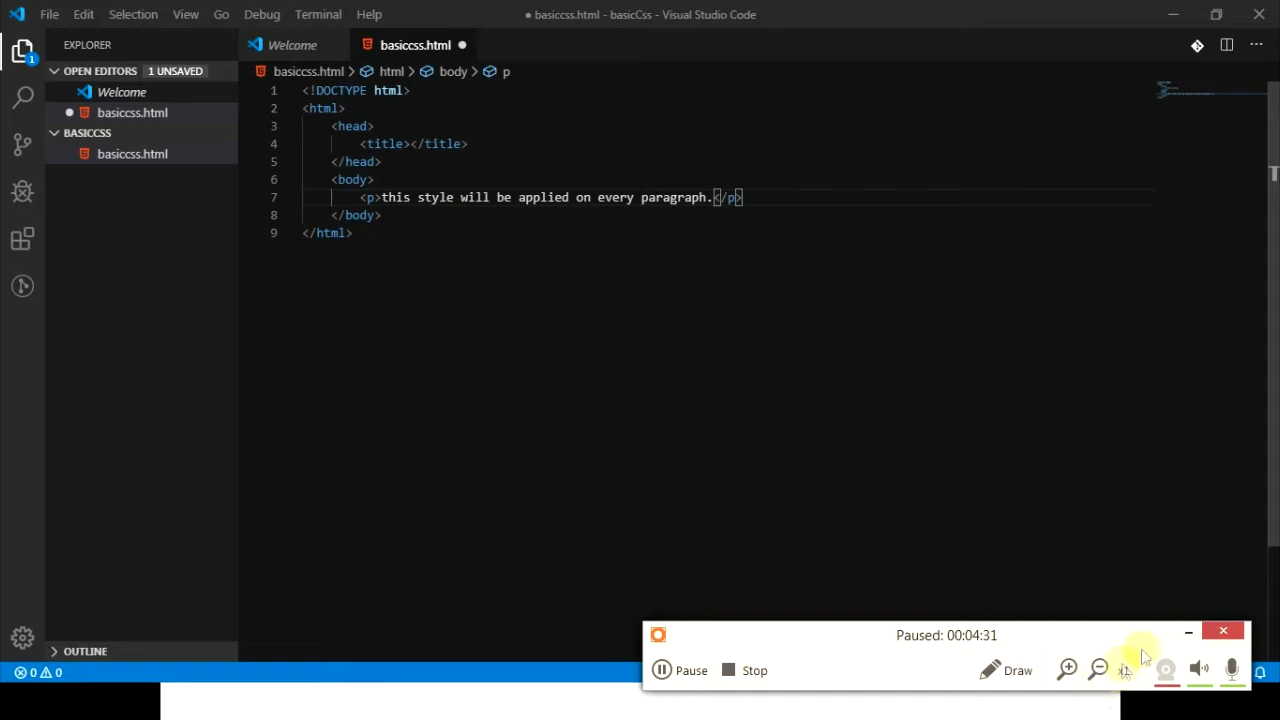 File Edit Selection View Go Debug Terminal Help
● basiccss.html - basicCss - Visual Studio Code
EXPLORER
Welcome
basiccss.html ●
1
OPEN EDITORS 1 UNSAVED
Welcome
● basiccss.html
BASICCSS
basiccss.html
basiccss.html > html > body > p
1 <!DOCTYPE html>
2 <html>
3 <head>
4 <title></title>
5 </head>
6 <body>
7 <p>this style will be applied on every paragraph.</p>
8 </body>
9 </html>
OUTLINE
0 0
Paused: 00:04:31
Pause Stop Draw